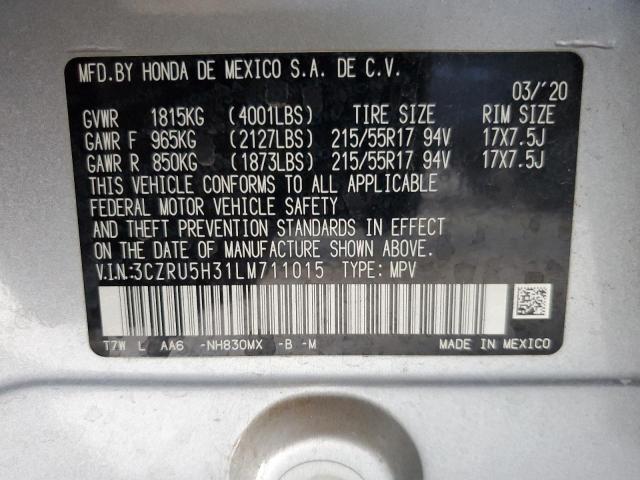 MFD.BY HONDA DE MEXICO S.A. DE C.V.
03/'20
GVWR 1815KG (4001LBS) TIRE SIZE RIM SIZE
GAWR F 965KG (2127LBS) 215/55R17 94V 17X7.5J
GAWR R 850KG (1873LBS) 215/55R17 94V 17X7.5J
THIS VEHICLE CONFORMS TO ALL APPLICABLE
FEDERAL MOTOR VEHICLE SAFETY
AND THEFT PREVENTION STANDARDS IN EFFECT
ON THE DATE OF MANUFACTURE SHOWN ABOVE.
V.I.N.:3CZRU5H31LM711015 TYPE: MPV
T7W L AA6 -NH830MX -B -M MADE IN MEXICO